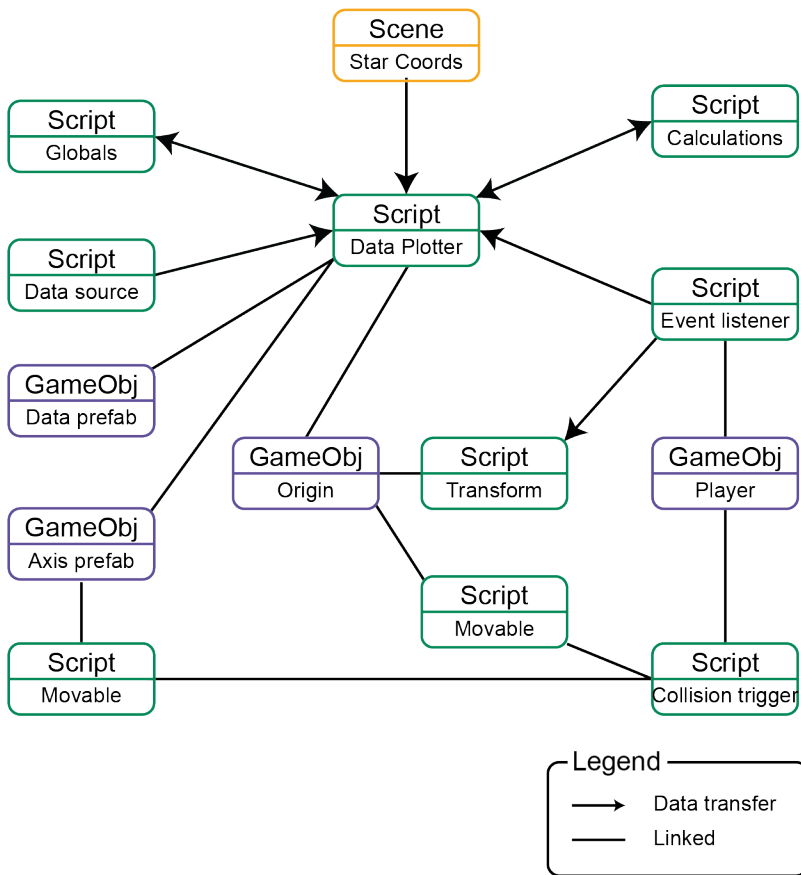 Scene
Star Coords
Script
Globals
Script
Calculations
Script
Data Plotter
Script
Data source
Script
Event listener
GameObj
Data prefab
GameObj
Origin
Script
Transform
GameObj
Player
GameObj
Axis prefab
Script
Movable
Script
Movable
Script
Collision trigger
Legend
Data transfer
Linked